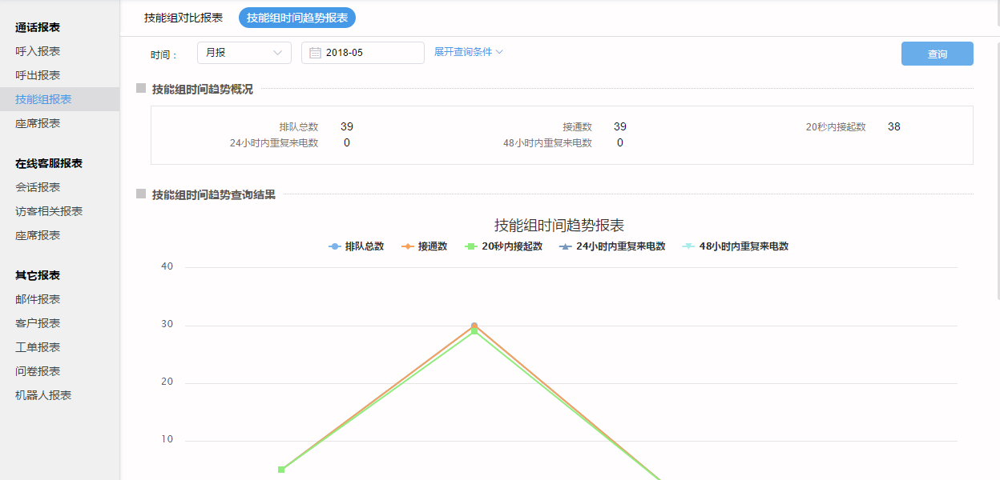 通话报表
呼入报表
呼出报表
技能组报表
座席报表
在线客服报表
会话报表
访客相关报表
座席报表
其它报表
邮件报表
客户报表
工单报表
问卷报表
机器人报表
技能组对比报表 技能组时间趋势报表
时间： 月报 2018-05 展开查询条件 查询
技能组时间趋势概况
排队总数 39 接通数 39 20秒内接起数 38
24小时内重复来电数 0 48小时内重复来电数 0
技能组时间趋势查询结果
技能组时间趋势报表
排队总数 接通数 20秒内接起数 24小时内重复来电数 48小时内重复来电数
40
30
20
10